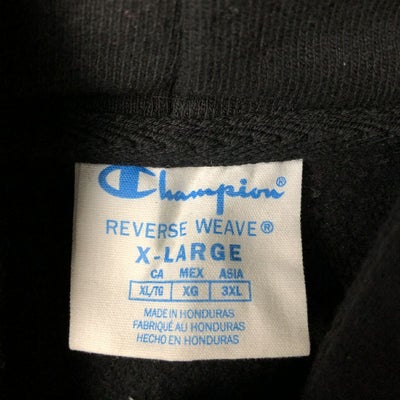 Champion®
REVERSE WEAVE®
X-LARGE
CA MEX ASIA
XL/TG XG 3XL
MADE IN HONDURAS
FABRIQUÉ AU HONDURAS
HECHO EN HONDURAS